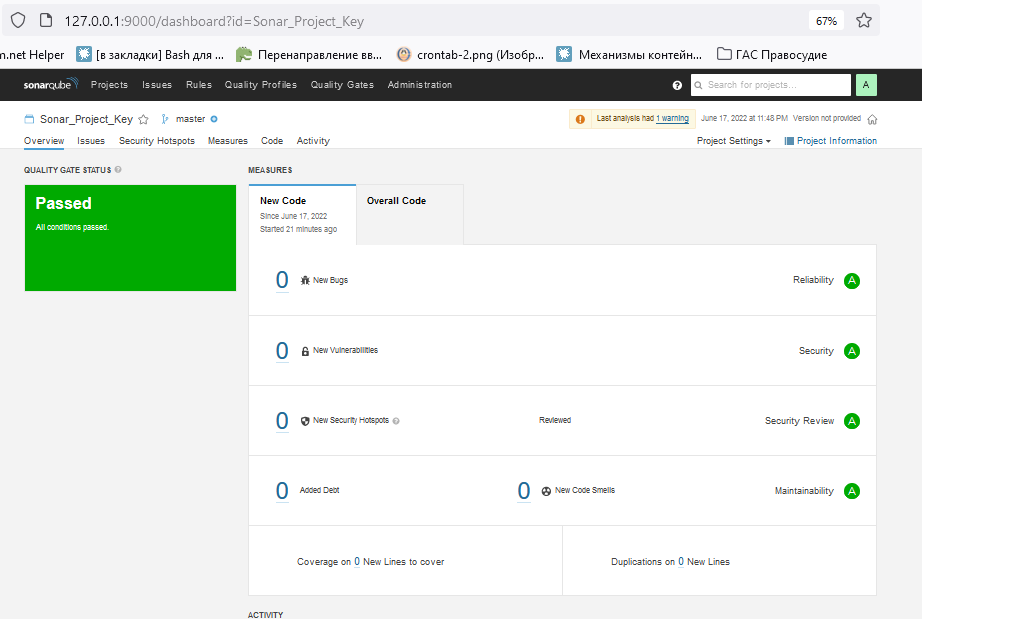 127.0.0.1:9000/dashboard?id=Sonar_Project_Key 67%
m.net Helper [в закладки] Bash для ... Перенаправление вв... crontab-2.png (Изобр... Механизмы контейн... ГАС Правосудие
sonarqube Projects Issues Rules Quality Profiles Quality Gates Administration ? Search for projects... A
Sonar_Project_Key master Last analysis had 1 warning June 17, 2022 at 11:48 PM Version not provided
Overview Issues Security Hotspots Measures Code Activity Project Settings Project Information
QUALITY GATE STATUS ? MEASURES
Passed
All conditions passed.
New Code
Since June 17, 2022
Started 21 minutes ago
Overall Code
0 New Bugs Reliability A
0 New Vulnerabilities Security A
0 New Security Hotspots ? Reviewed Security Review A
0 Added Debt 0 New Code Smells Maintainability A
Coverage on 0 New Lines to cover Duplications on 0 New Lines
ACTIVITY